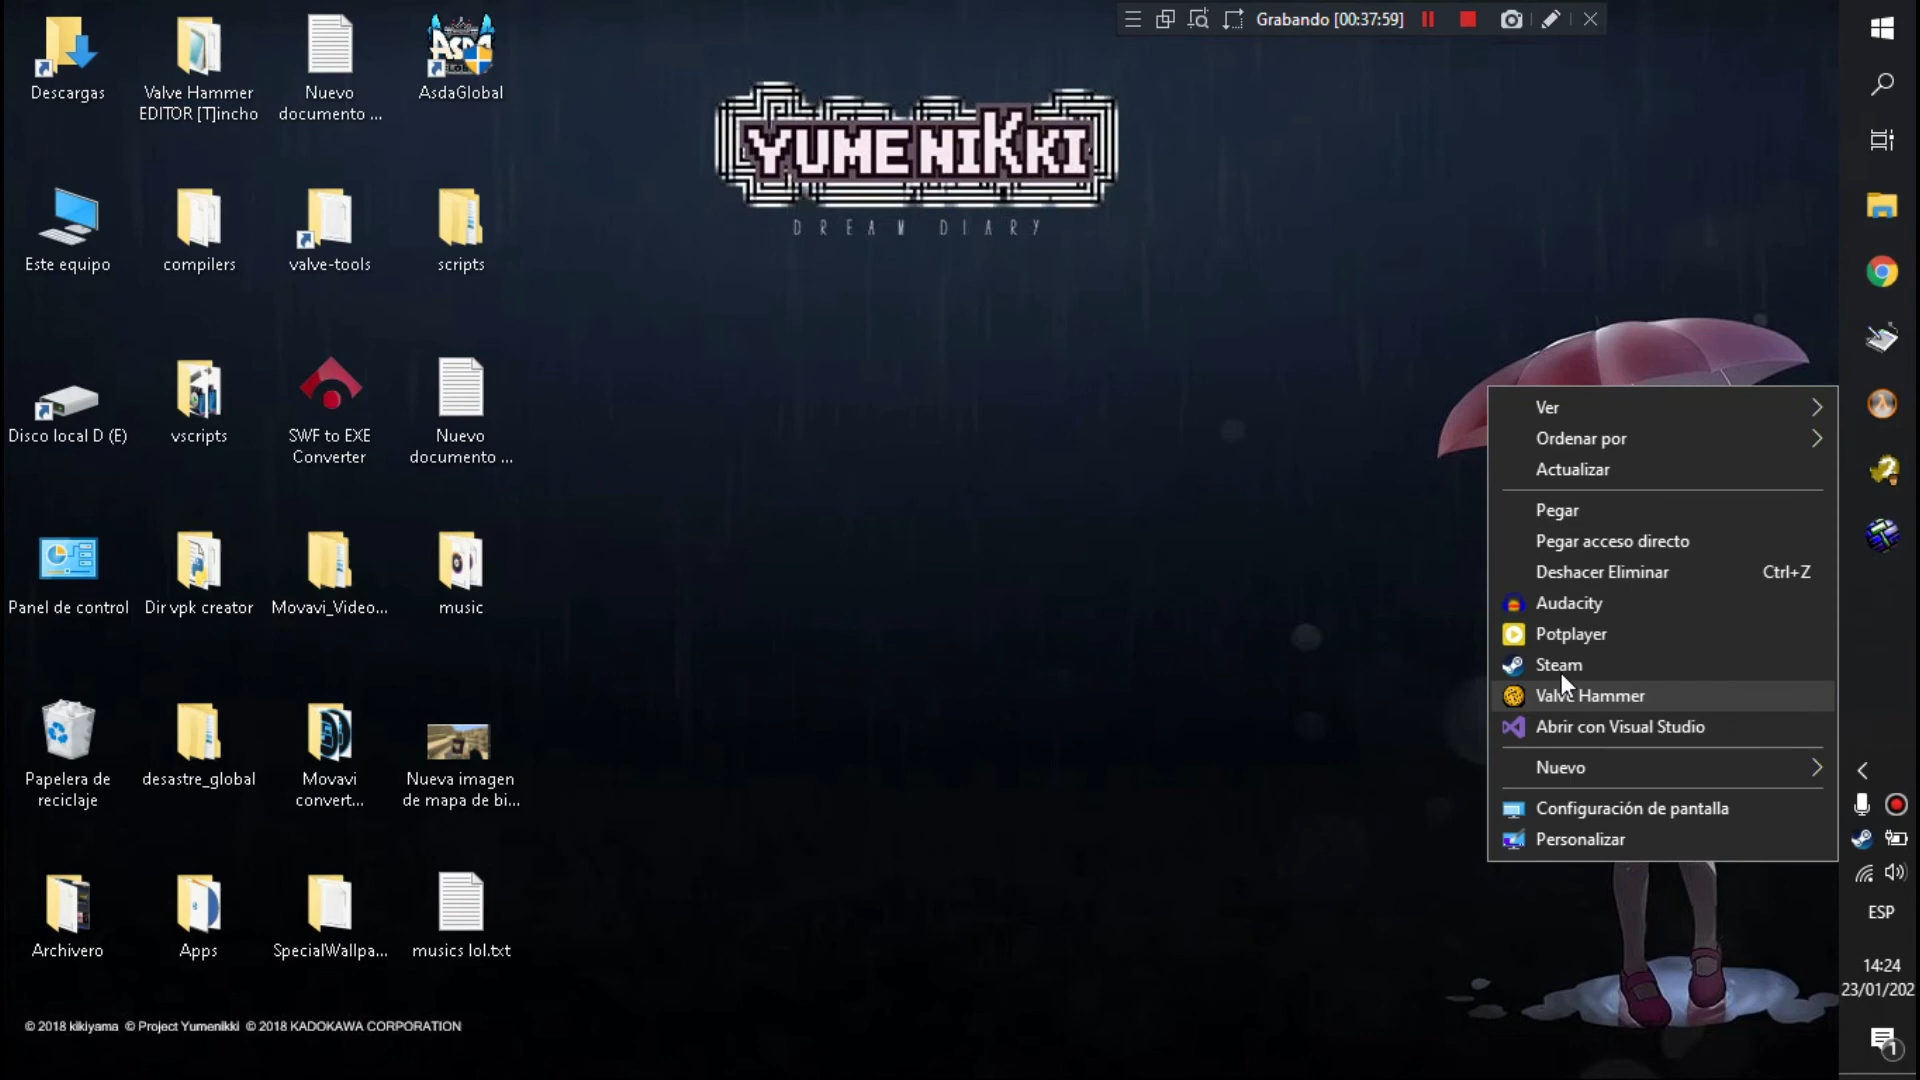 Grabando [00:37:59]
Descargas
Valve Hammer
EDITOR [T]incho
Nuevo
documento ...
AsdaGlobal
YUMENIKKI
DREAM DIARY
Este equipo
compilers
valve-tools
scripts
Disco local D (E)
vscripts
SWF to EXE
Converter
Nuevo
documento ...
Panel de control
Dir vpk creator
Movavi_Video...
music
Papelera de
reciclaje
desastre_global
Movavi
convert...
Nueva imagen
de mapa de bi...
Archivero
Apps
SpecialWallpa...
musics lol.txt
© 2018 kikiyama © Project Yumenikki © 2018 KADOKAWA CORPORATION
Ver
Ordenar por
Actualizar
Pegar
Pegar acceso directo
Deshacer Eliminar Ctrl+Z
Audacity
Potplayer
Steam
Valve Hammer
Abrir con Visual Studio
Nuevo
Configuración de pantalla
Personalizar
ESP
14:24
23/01/202
1